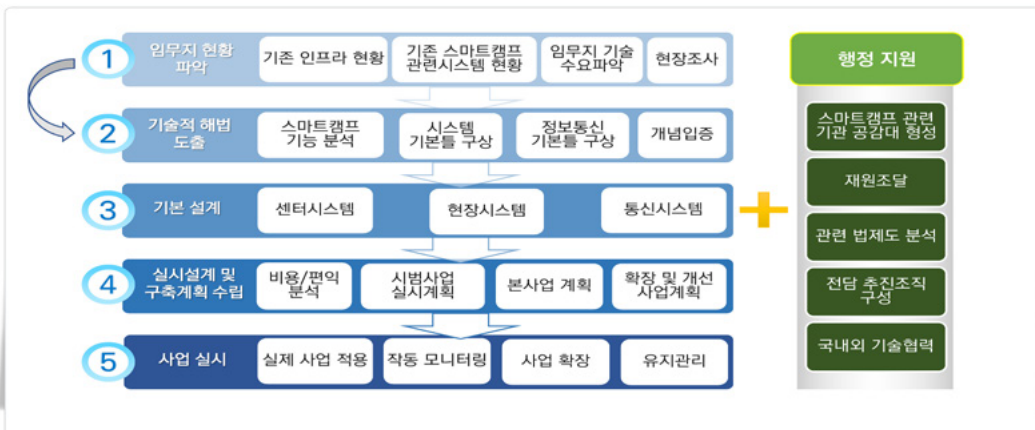 1
임무지 현황
파악
기존 인프라 현황
기존 스마트캠프
관련시스템 현황
임무지 기술
수요파악
현장조사
2
기술적 해법
도출
스마트캠프
기능 분석
시스템
기본틀 구상
정보통신
기본틀 구상
개념입증
3
기본 설계
센터시스템
현장시스템
통신시스템
4
실시설계 및
구축계획 수립
비용/편익
분석
시범사업
실시계획
본사업 계획
확장 및 개선
사업계획
5
사업 실시
실제 사업 적용
작동 모니터링
사업 확장
유지관리
행정 지원
스마트캠프 관련
기관 공감대 형성
재원조달
관련 법제도 분석
전담 추진조직
구성
국내외 기술협력